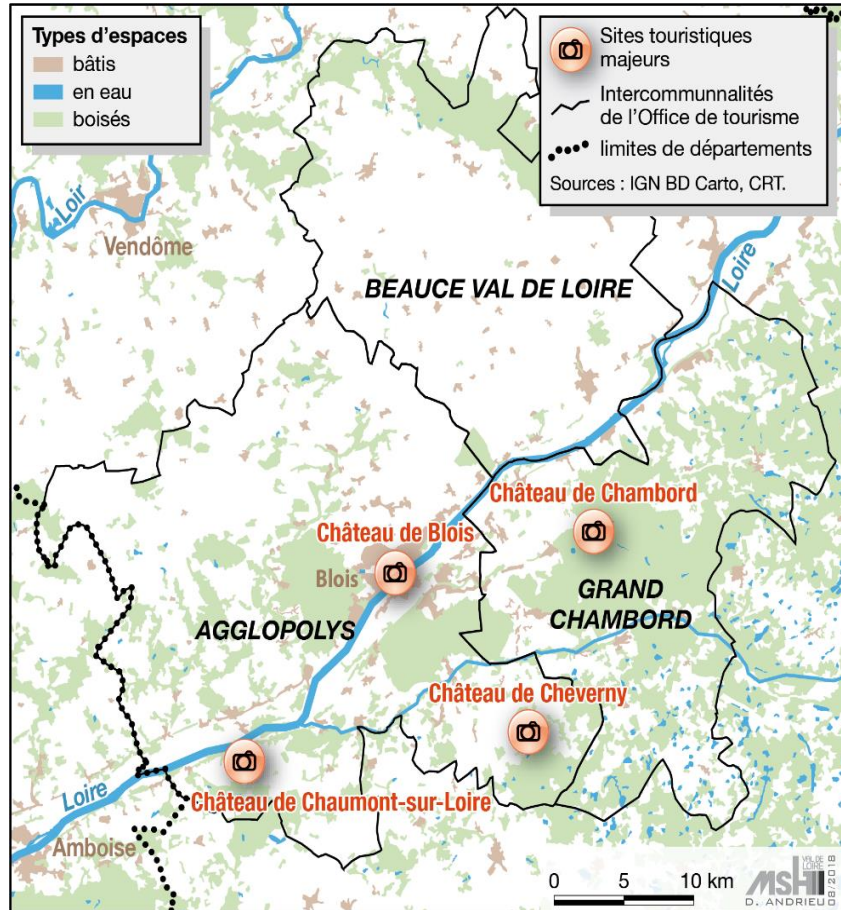 Types d'espaces
bâtis
en eau
boisés
Sites touristiques
majeurs
Intercommunnalités
de l'Office de tourisme
limites de départements
Sources : IGN BD Carto, CRT.
Loir
Vendôme
Loire
BEAUCE VAL DE LOIRE
Château de Chambord
Château de Blois
Blois
GRAND
CHAMBORD
AGGLOPOLYS
Château de Cheverny
Loire
Château de Chaumont-sur-Loire
Amboise
0 5 10 km
VAL DE
LOIRE
MSH
D. ANDRIEU
08/2018